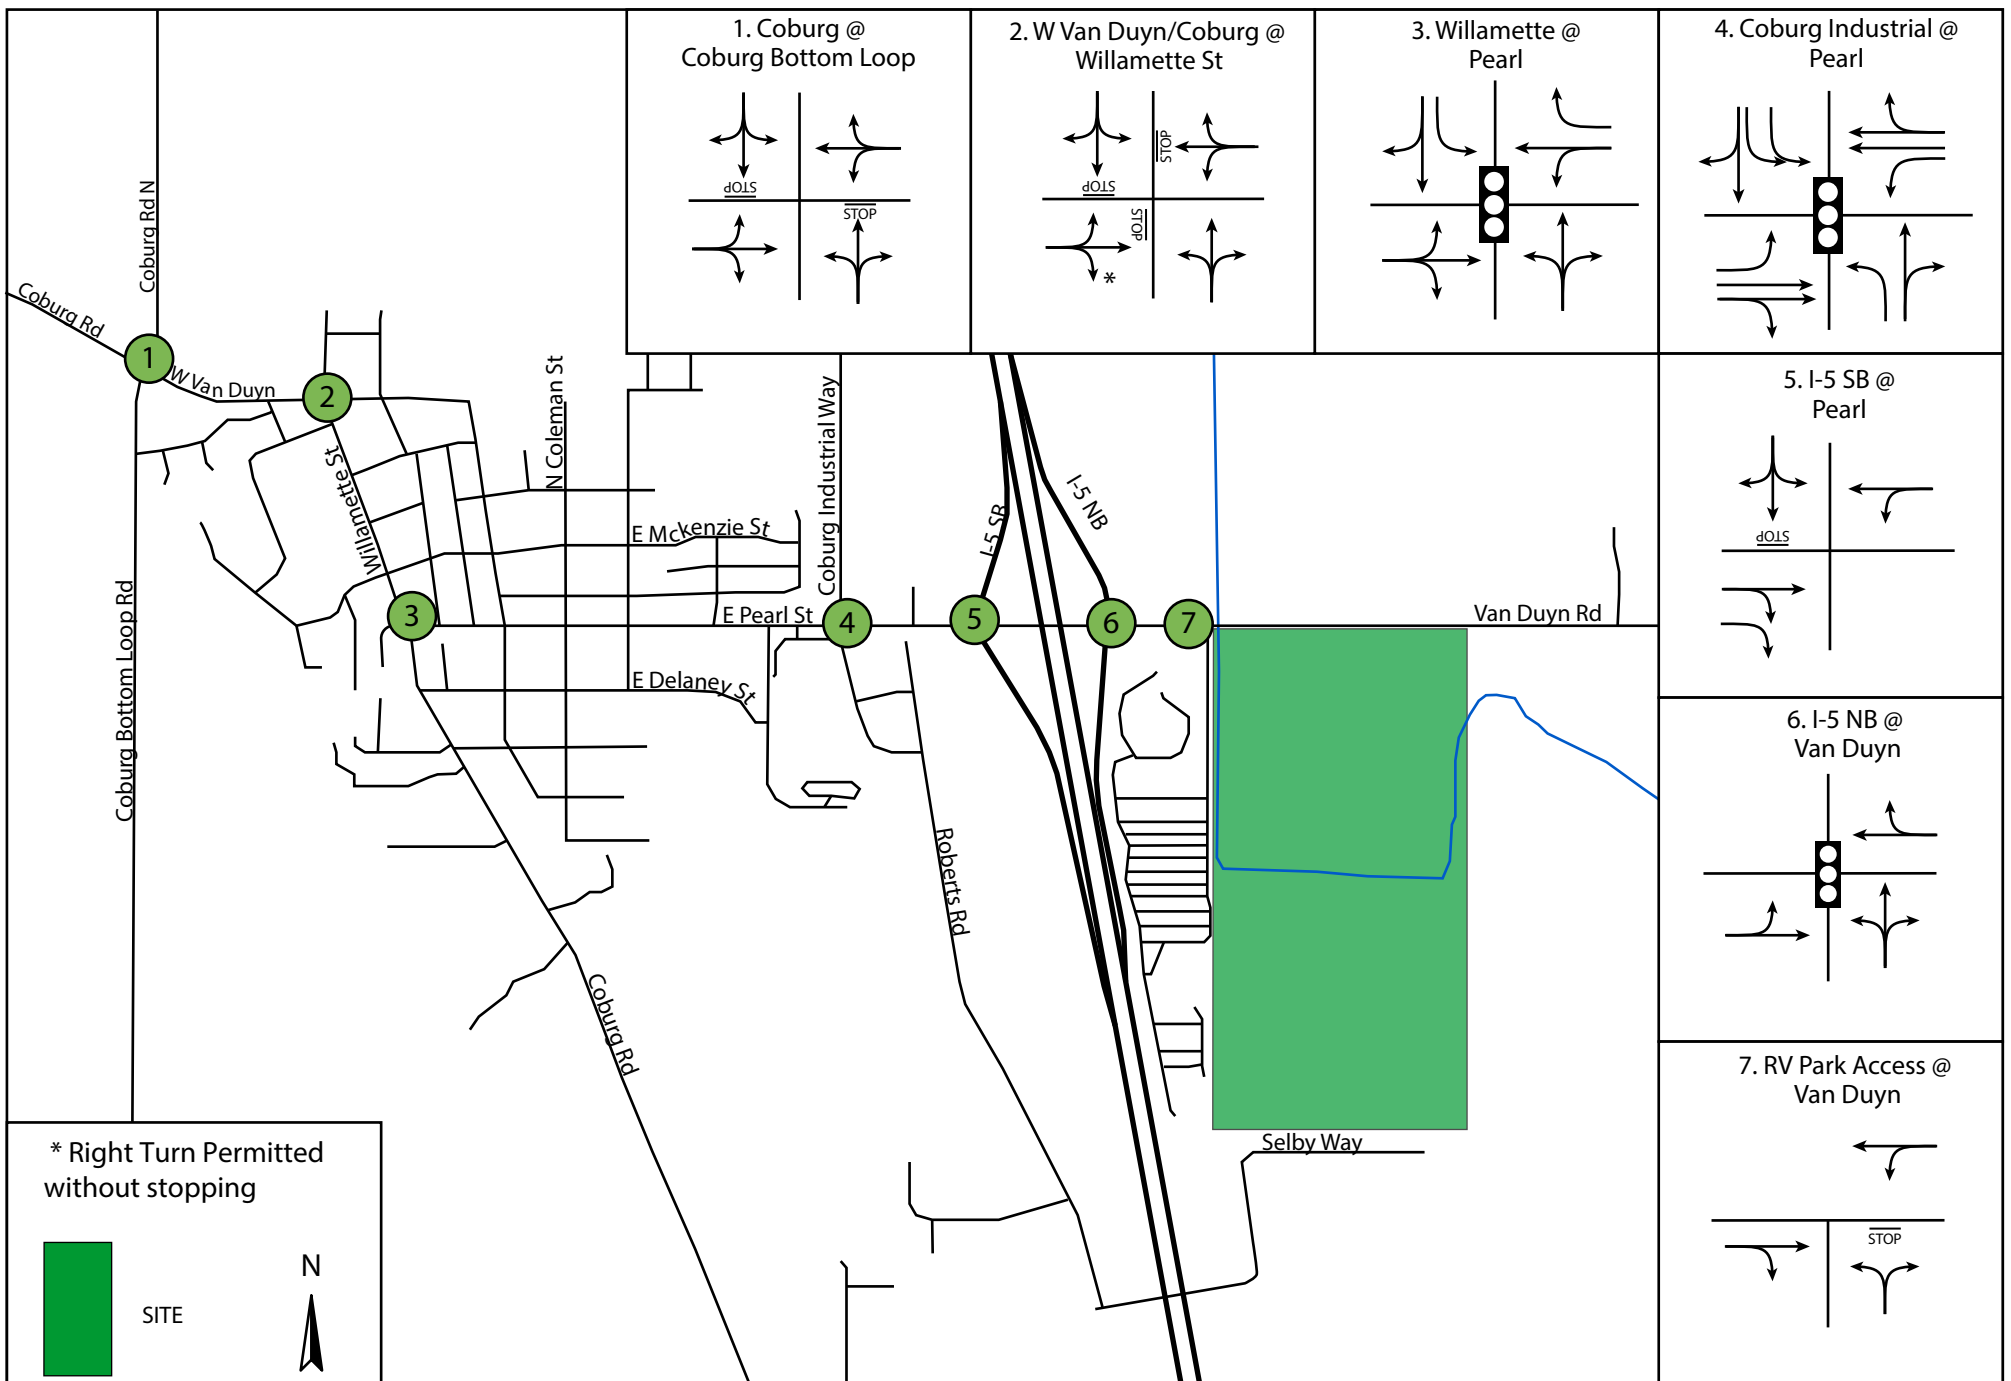 1. Coburg @
Coburg Bottom Loop
STOP
STOP
2. W Van Duyn/Coburg @
Willamette St
STOP
STOP
STOP
*
3. Willamette @
Pearl
4. Coburg Industrial @
Pearl
5. I-5 SB @
Pearl
STOP
6. I-5 NB @
Van Duyn
7. RV Park Access @
Van Duyn
STOP
Coburg Rd N
Coburg Rd
1
W Van Duyn
2
Willamette St
N Coleman St
Coburg Industrial Way
I-5 SB
I-5 NB
E Mckenzie St
3
E Pearl St
4
5
6
7
Van Duyn Rd
Coburg Bottom Loop Rd
E Delaney St
Roberts Rd
Coburg Rd
Selby Way
* Right Turn Permitted
without stopping
SITE
N